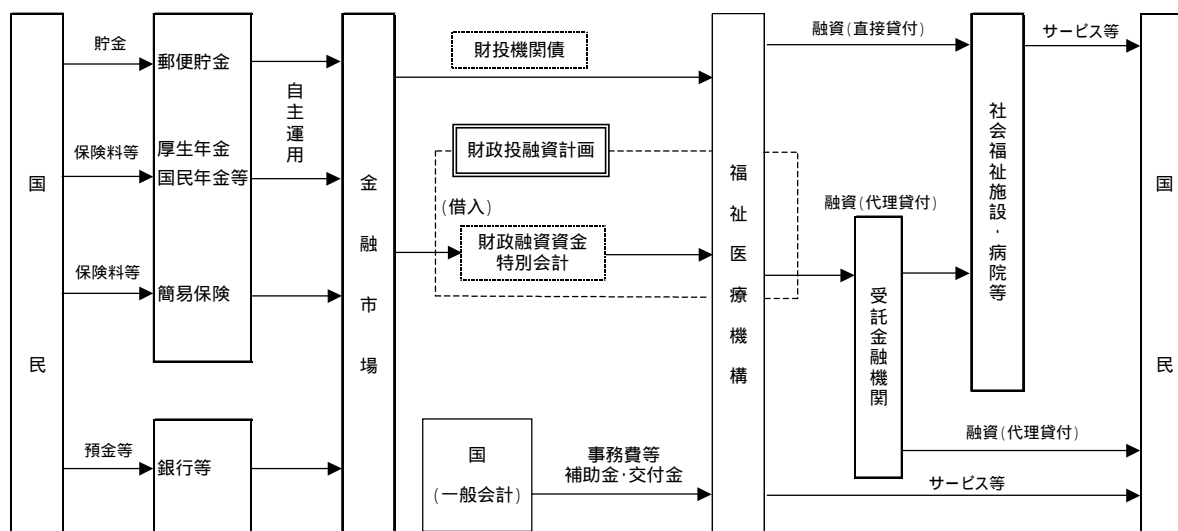 国民
貯金
保険料等
保険料等
預金等
郵便貯金
厚生年金
国民年金等
簡易保険
銀行等
自主運用
金融市場
財投機関債
財政投融資計画
(借入)
財政融資資金
特別会計
国
(一般会計)
事務費等
補助金･交付金
福祉医療機構
融資(直接貸付)
融資(代理貸付)
受託金融機関
社会福祉施設･病院等
サービス等
融資(代理貸付)
サービス等
国民